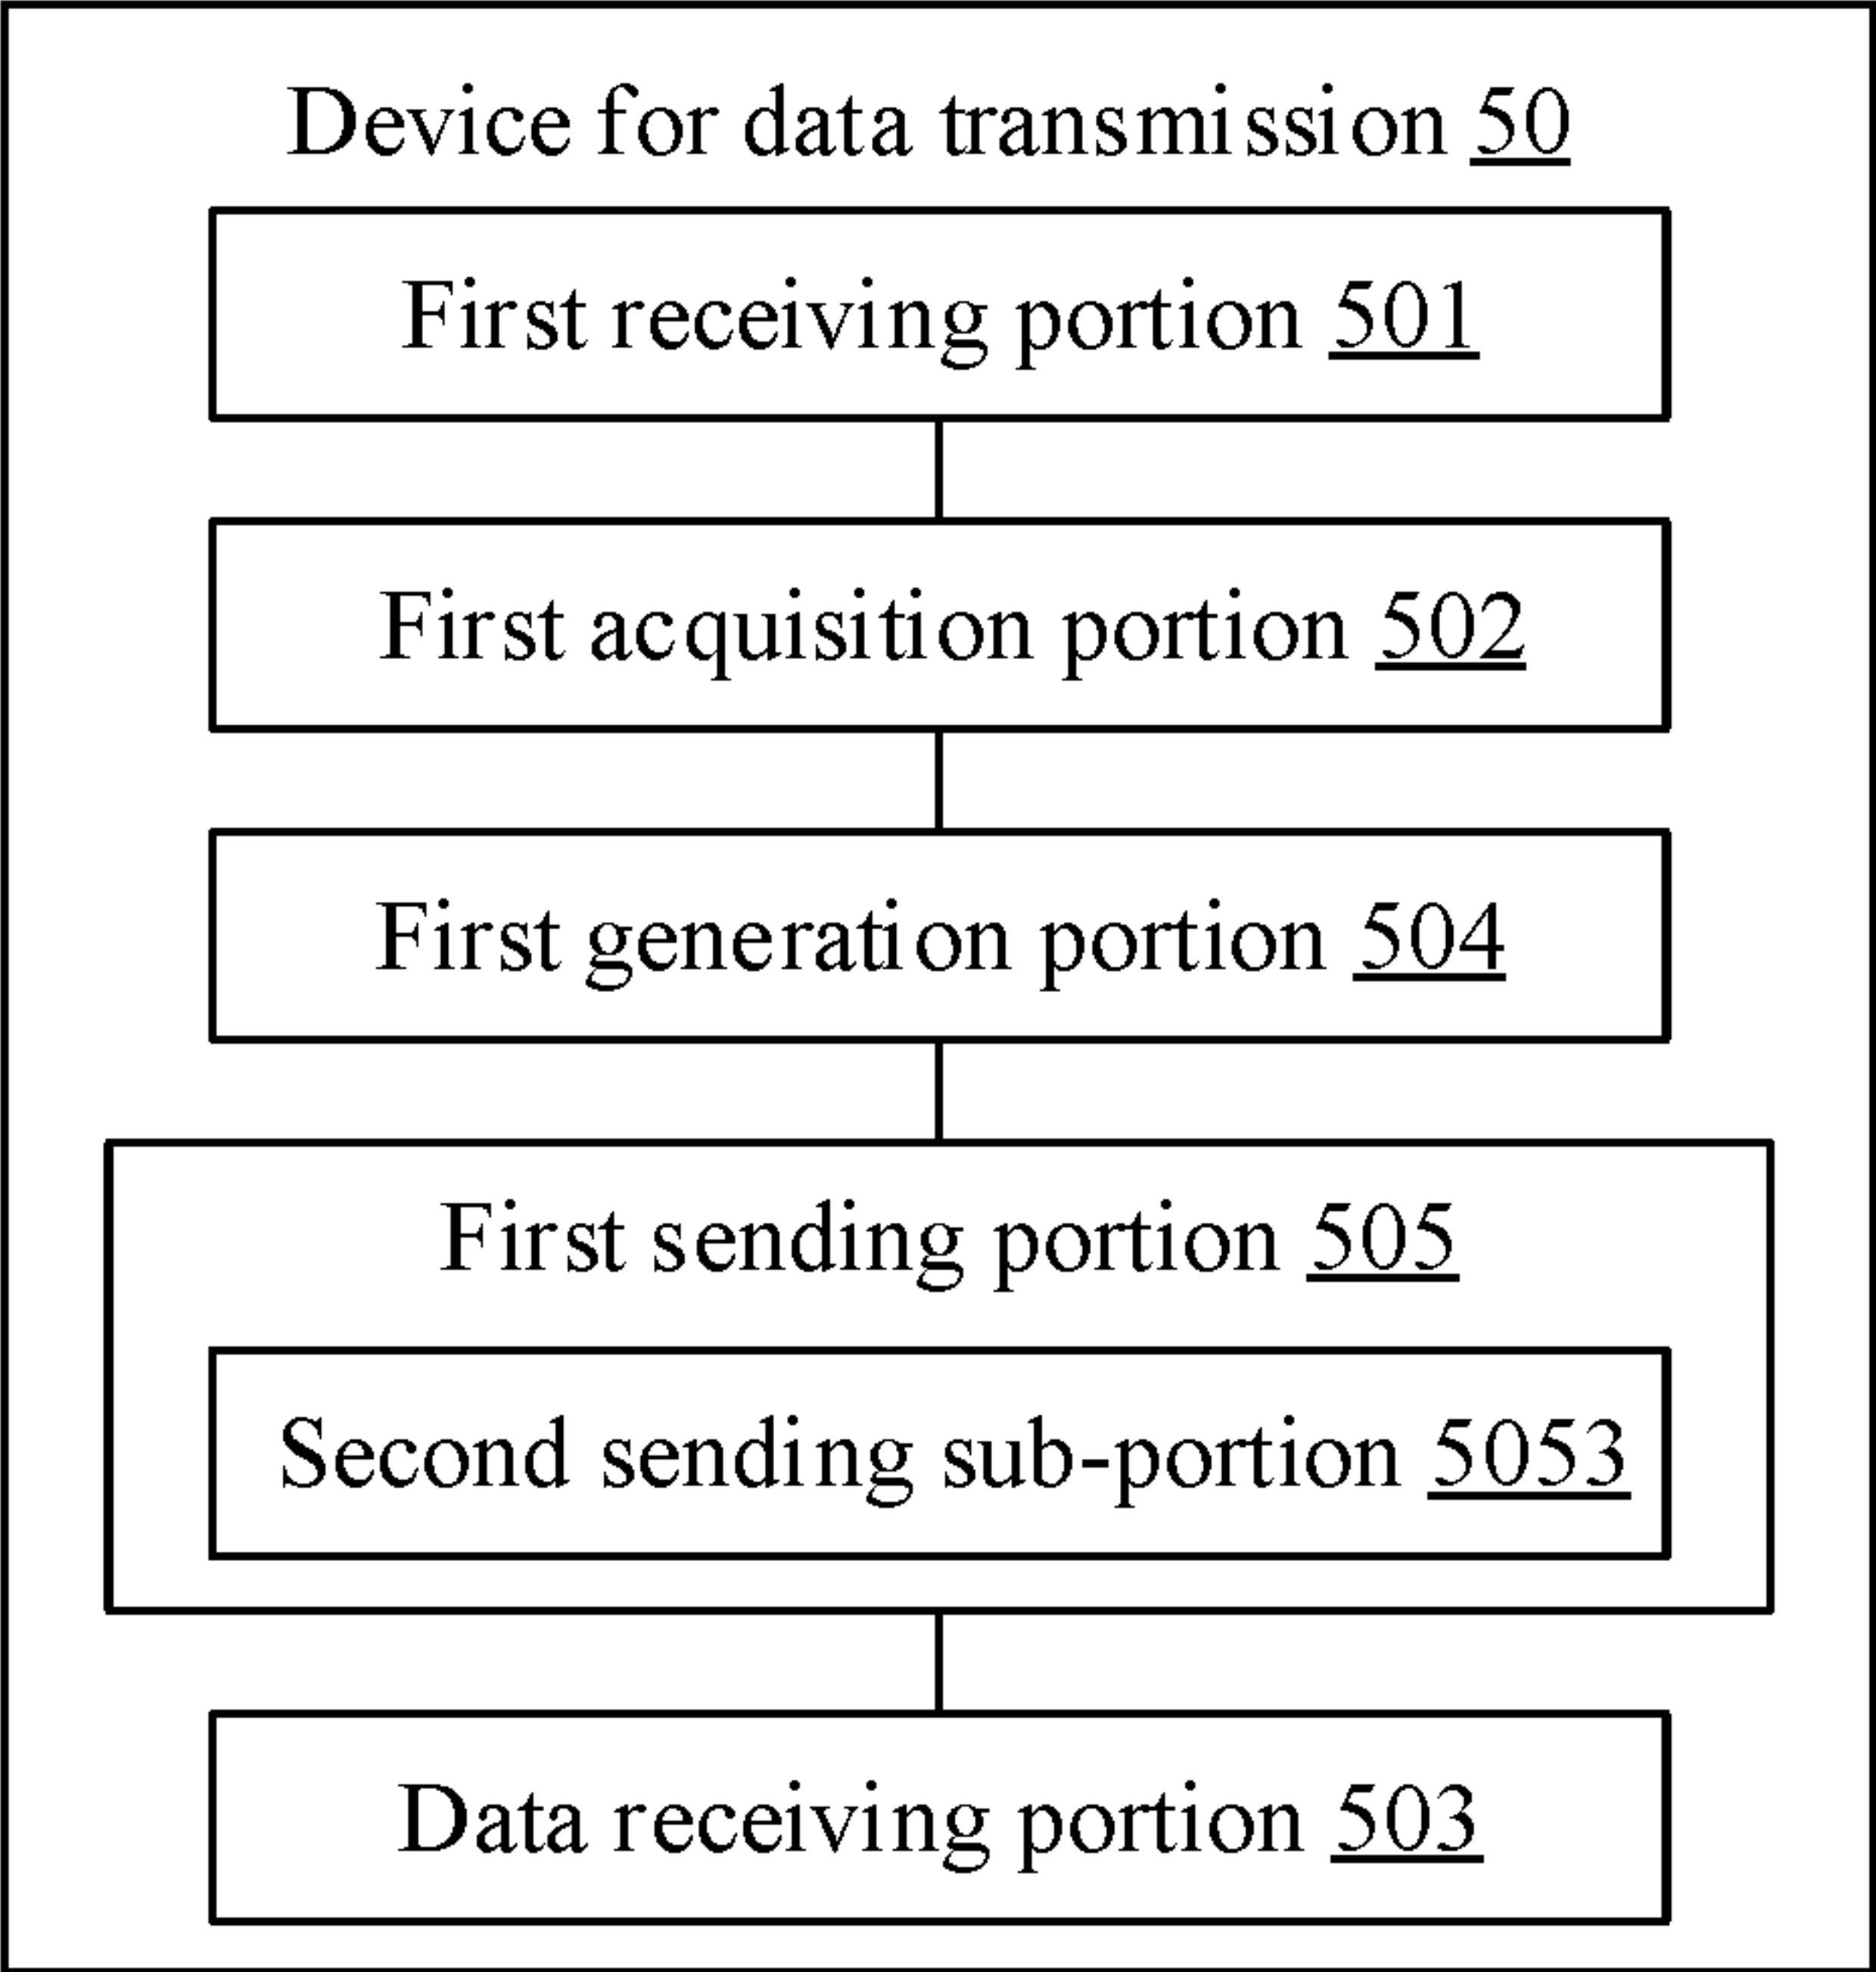 Device for data transmission 50
First receiving portion 501
First acquisition portion 502
First generation portion 504
First sending portion 505
Second sending sub-portion 5053
Data receiving portion 503